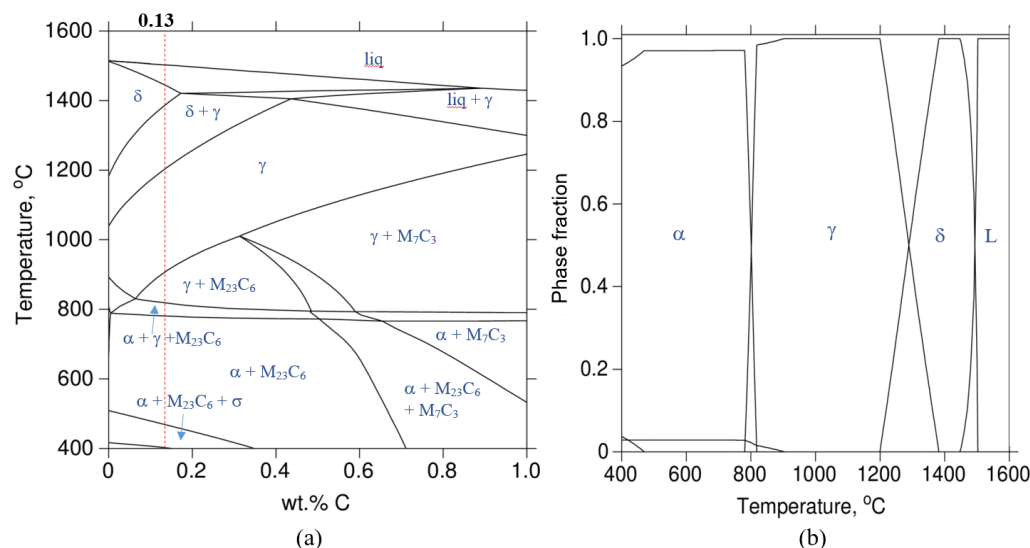 0.13
1600
1400
1200
1000
800
600
400
Temperature, °C
0
0.2
0.4
0.6
0.8
1.0
wt.% C
liq
δ
δ + γ
liq + γ
γ
γ + M7C3
γ + M23C6
α + γ +M23C6
α + M7C3
α + M23C6
α + M23C6
+ M7C3
α + M23C6 + σ
(a)
1.0
0.8
0.6
0.4
0.2
0
Phase fraction
α
γ
δ
L
400
600
800
1000
1200
1400
1600
Temperature, °C
(b)